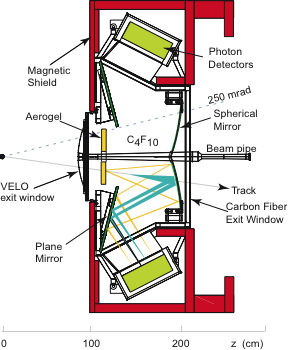 Photon
Detectors
Magnetic
Shield
250 mrad
Aerogel
Spherical
Mirror
C4F10
Beam pipe
VELO
exit window
Track
Carbon Fiber
Exit Window
Plane
Mirror
0 100 200 z (cm)